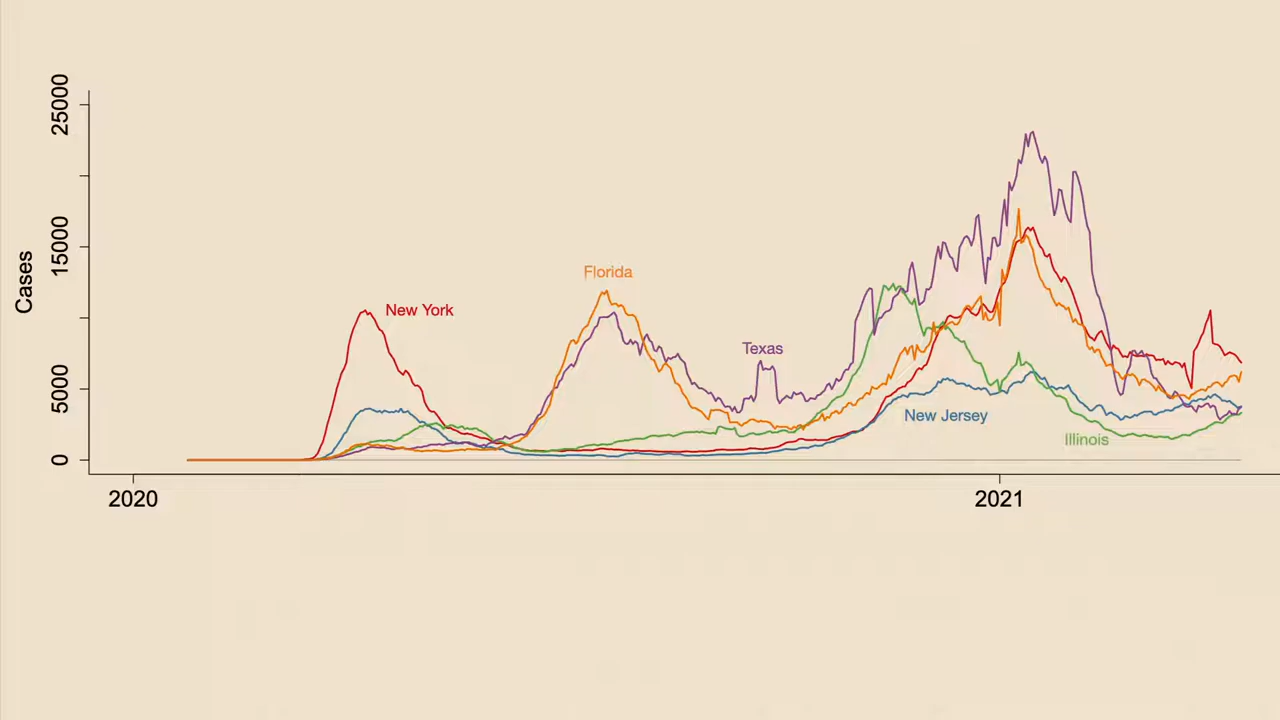 25000
15000
5000
0
Cases
Florida
New York
Texas
New Jersey
Illinois
2020
2021